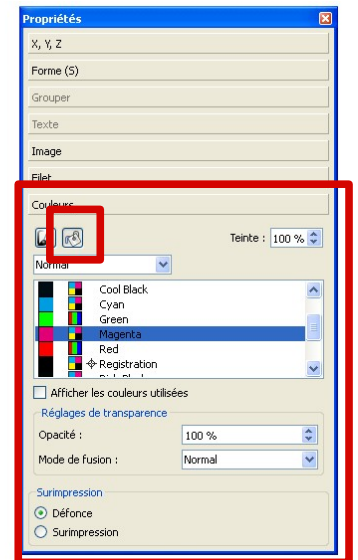 Propriétés
X, Y, Z
Forme (S)
Grouper
Texte
Image
Filet
Couleurs
Teinte : 100 %
Normal
Cool Black
Cyan
Green
Magenta
Red
Registration
Afficher les couleurs utilisées
Réglages de transparence
Opacité : 100 %
Mode de fusion : Normal
Surimpression
Défonce
Surimpression